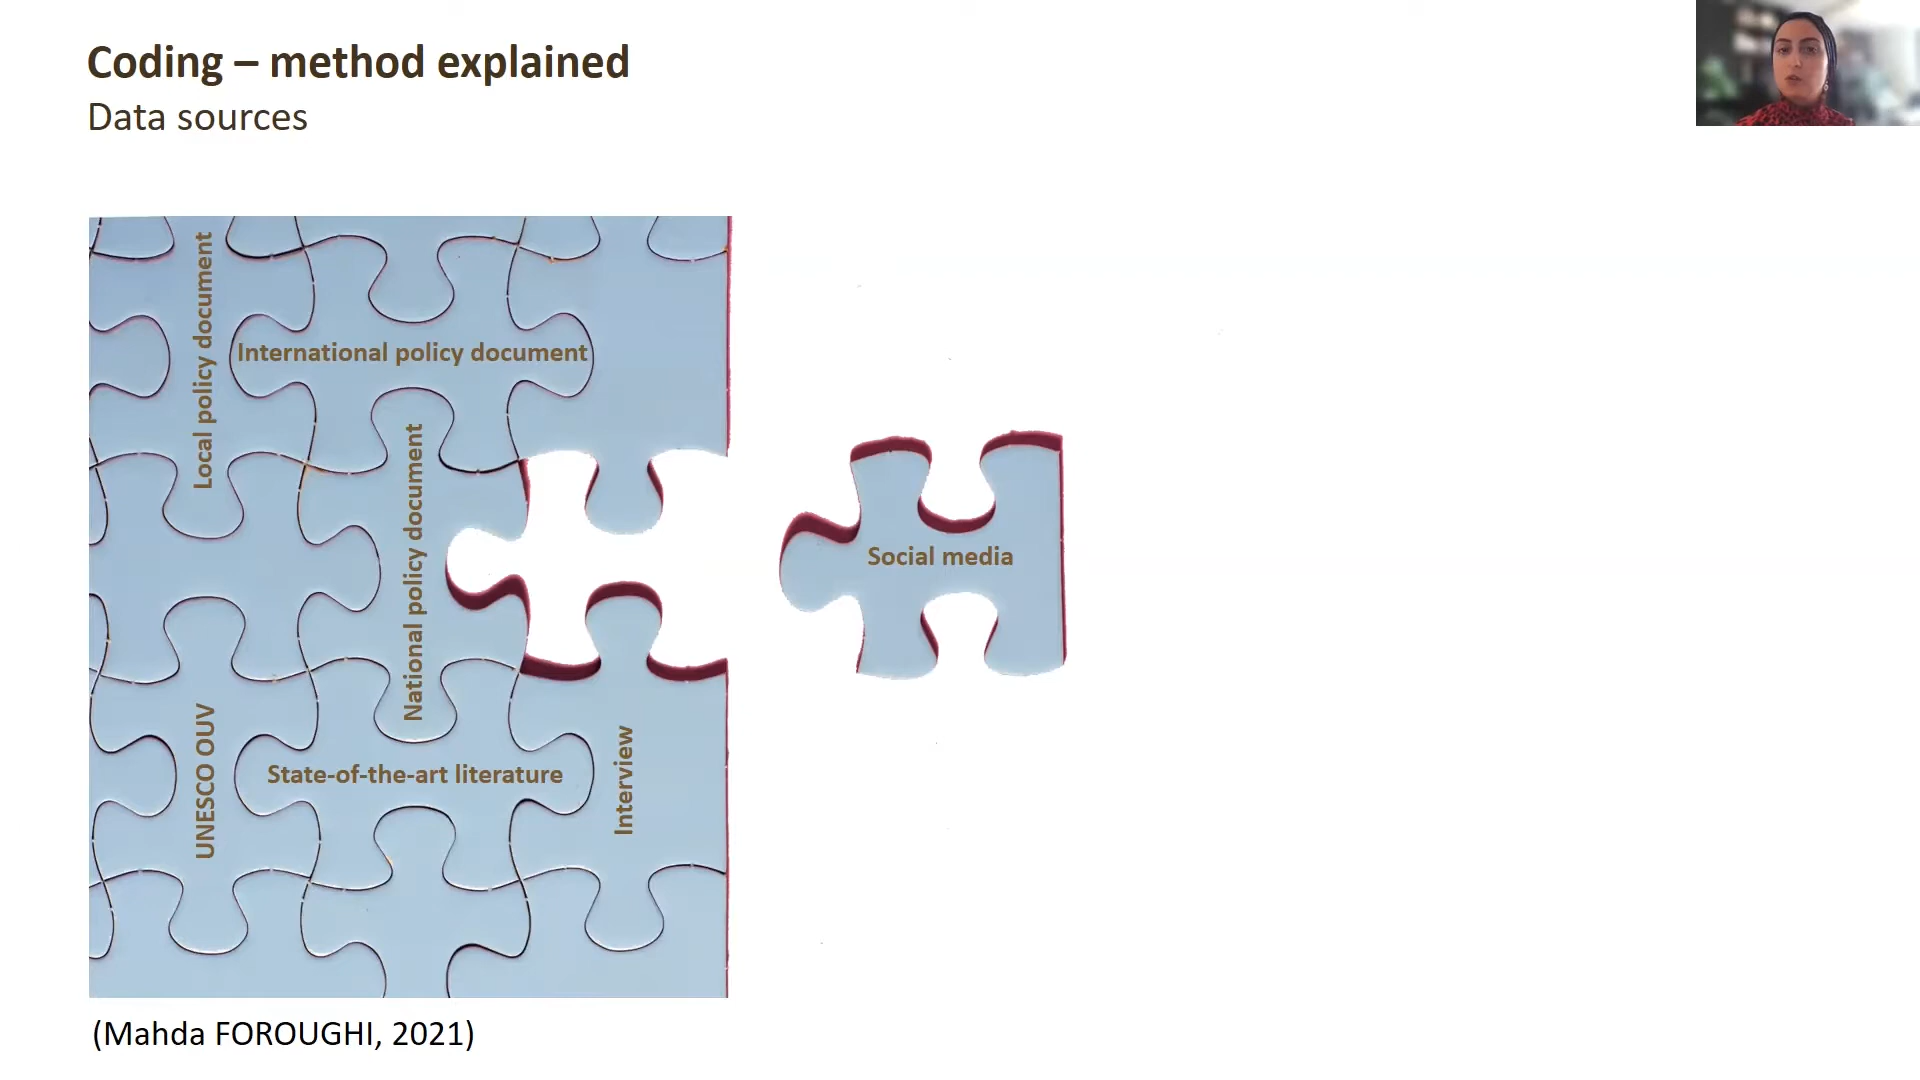 Coding – method explained
Data sources
Local policy document
International policy document
National policy document
Social media
UNESCO OUV
State-of-the-art literature
Interview
(Mahda FOROUGHI, 2021)